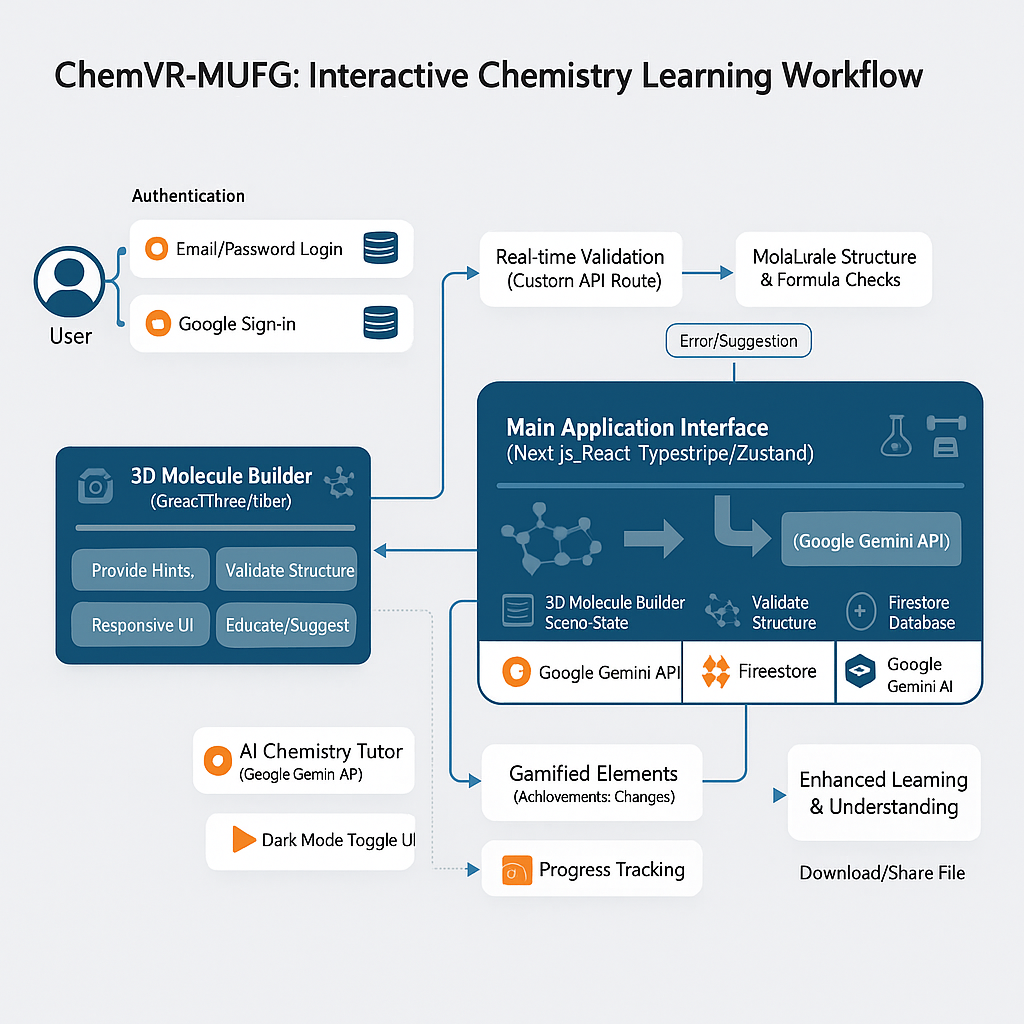 ChemVR-MUFG: Interactive Chemistry Learning Workflow
Authentication
Email/Password Login
Google Sign-in
User
Real-time Validation
(Custorn API Route)
MolaLırale Structure
& Formula Checks
Error/Suggestion
3D Molecule Builder
(GreacTThree/tiber)
Provide Hints,
Validate Structure
Responsive UI
Educate/Suggest
Main Application Interface
(Next js_React Typestripe/Zustand)
(Google Gemini API)
3D Molecule Builder
Sceno-State
Validate
Structure
Firestore
Database
Google Gemini API
Fireestore
Google
Gemini AI
AI Chemistry Tutor
(Geogle Gemin AP)
Dark Mode Toggle UI
Gamified Elements
(Achlovements: Changes)
Progress Tracking
Enhanced Learning
& Understanding
Download/Share File